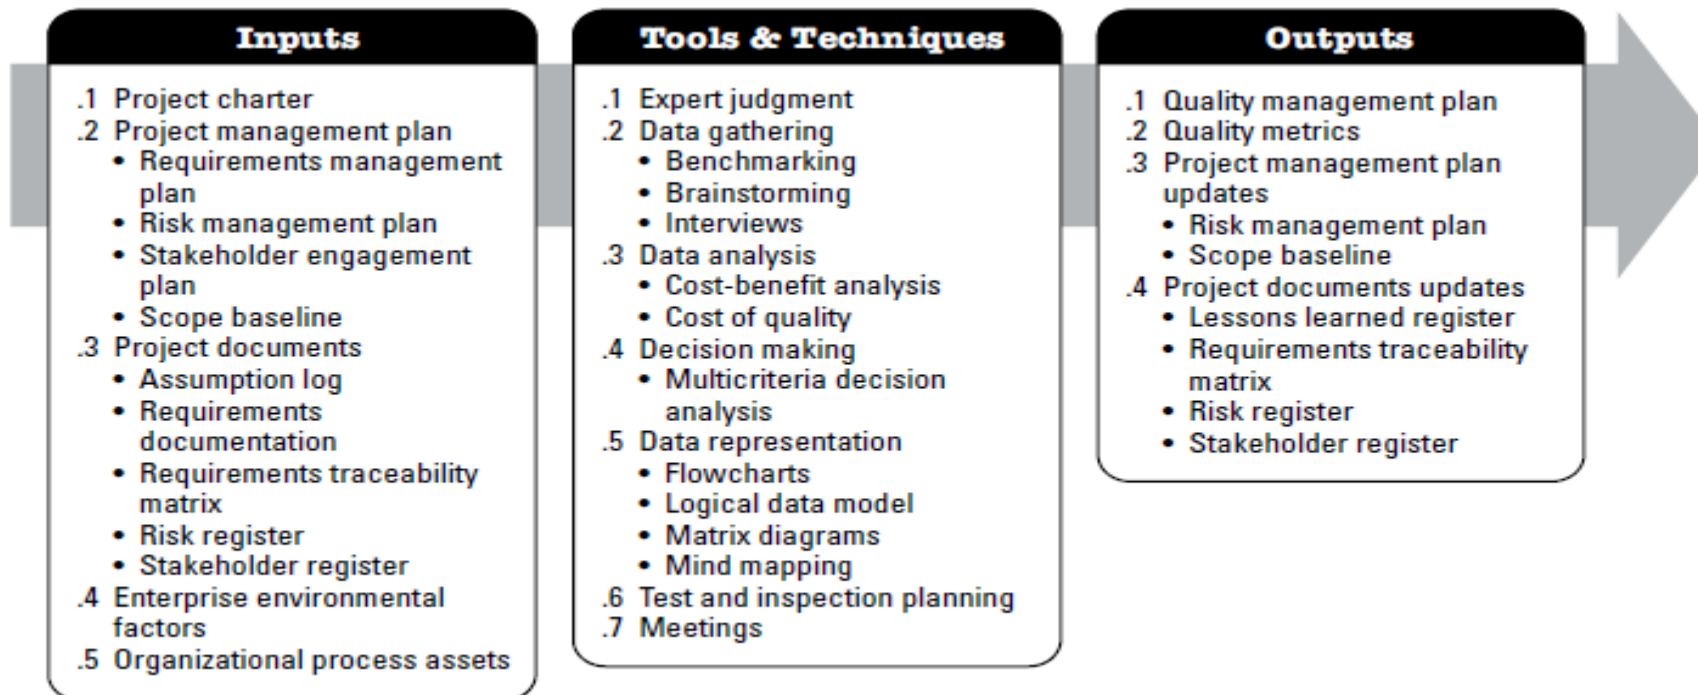 Inputs
.1 Project charter
.2 Project management plan
• Requirements management
plan
• Risk management plan
• Stakeholder engagement
plan
• Scope baseline
.3 Project documents
• Assumption log
• Requirements
documentation
• Requirements traceability
matrix
• Risk register
• Stakeholder register
.4 Enterprise environmental
factors
.5 Organizational process assets
Tools & Techniques
.1 Expert judgment
.2 Data gathering
• Benchmarking
• Brainstorming
• Interviews
.3 Data analysis
• Cost-benefit analysis
• Cost of quality
.4 Decision making
• Multicriteria decision
analysis
.5 Data representation
• Flowcharts
• Logical data model
• Matrix diagrams
• Mind mapping
.6 Test and inspection planning
.7 Meetings
Outputs
.1 Quality management plan
.2 Quality metrics
.3 Project management plan
updates
• Risk management plan
• Scope baseline
.4 Project documents updates
• Lessons learned register
• Requirements traceability
matrix
• Risk register
• Stakeholder register